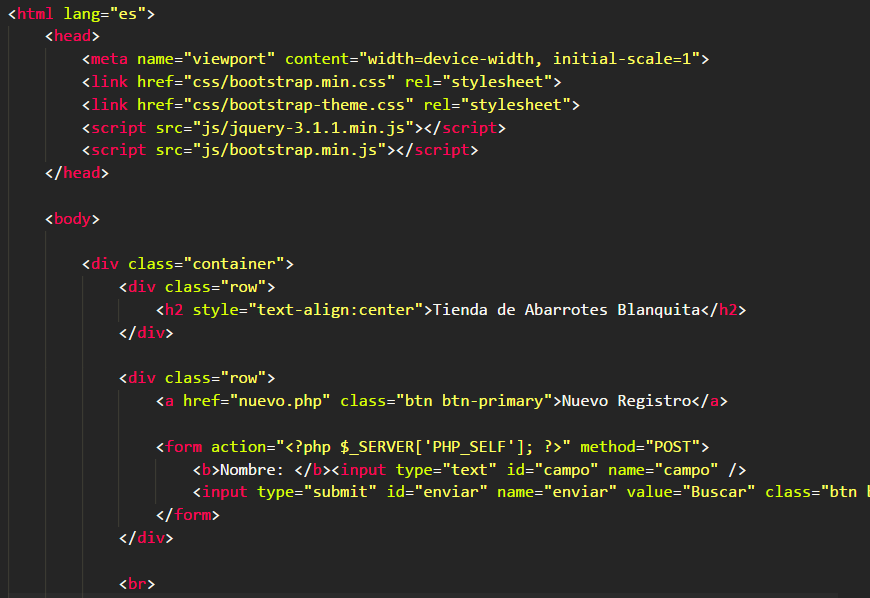 <html lang="es">
<head>
<meta name="viewport" content="width=device-width, initial-scale=1">
<link href="css/bootstrap.min.css" rel="stylesheet">
<link href="css/bootstrap-theme.css" rel="stylesheet">
<script src="js/jquery-3.1.1.min.js"></script>
<script src="js/bootstrap.min.js"></script>
</head>
<body>
<div class="container">
<div class="row">
<h2 style="text-align:center">Tienda de Abarrotes Blanquita</h2>
</div>
<div class="row">
<a href="nuevo.php" class="btn btn-primary">Nuevo Registro</a>
<form action="<?php $_SERVER['PHP_SELF']; ?>" method="POST">
<b>Nombre: </b><input type="text" id="campo" name="campo" />
<input type="submit" id="enviar" name="enviar" value="Buscar" class="btn
</form>
</div>
<br>